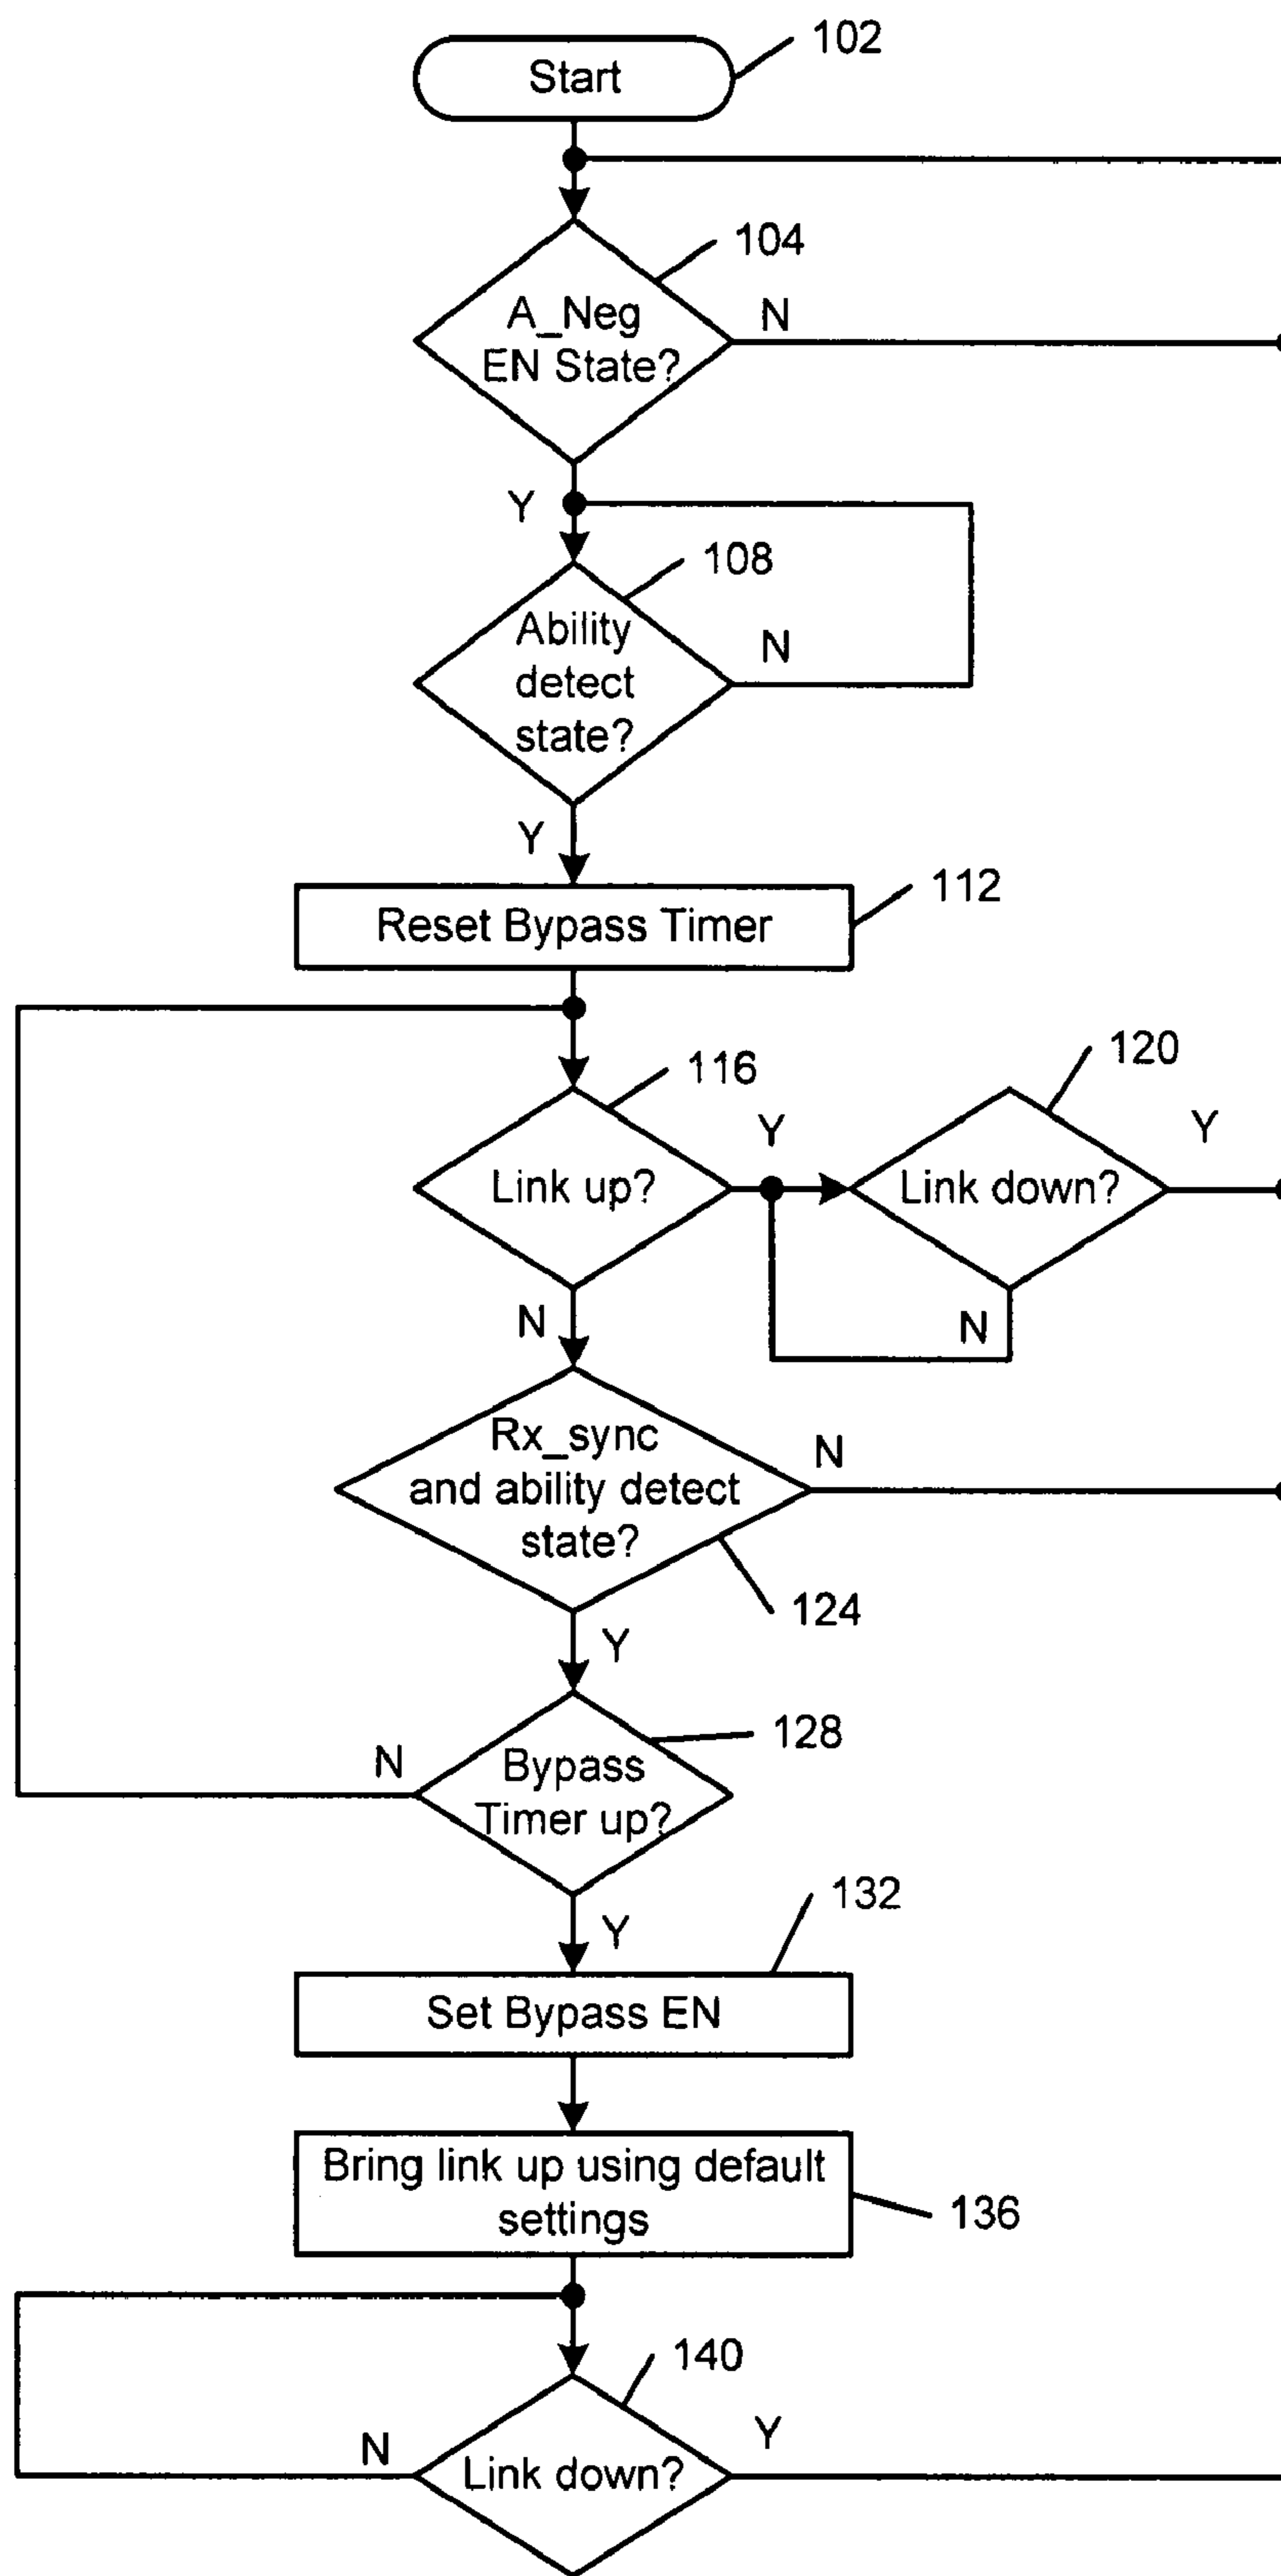 Start
102
104
A_Neg
EN State?
N
Y
108
Ability
detect
state?
N
Y
112
Reset Bypass Timer
116
120
Link up?
Y
Link down?
Y
N
N
Rx_sync
and ability detect
state?
N
124
Y
128
Bypass
Timer up?
N
Y
132
Set Bypass EN
Bring link up using default
settings
136
140
Link down?
N
Y